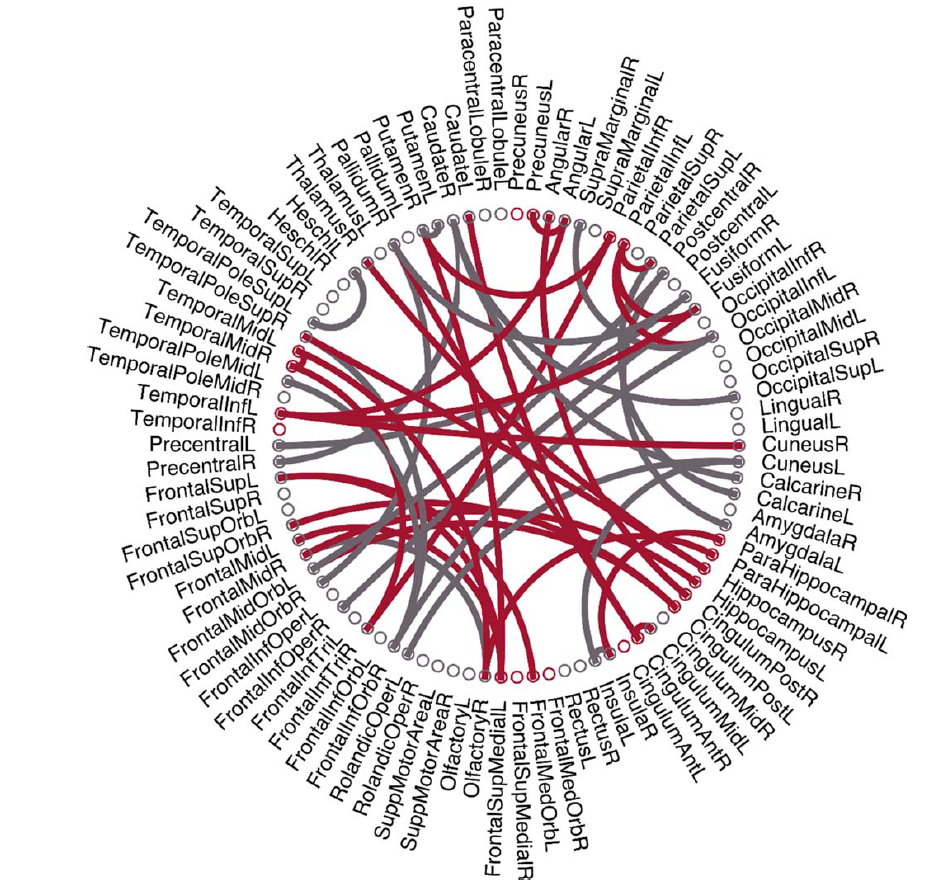 ParacentralLobuleR
ParacentralLobuleL
PrecuneusR
PrecuneusL
AngularR
AngularL
SupraMarginalR
SupraMarginalL
ParietalInfR
ParietalInfL
ParietalSupR
ParietalSupL
PostcentralR
PostcentralL
FusiformR
FusiformL
OccipitalInfR
OccipitalInfL
OccipitalMidR
OccipitalMidL
OccipitalSupR
OccipitalSupL
LingualR
LingualL
CuneusR
CuneusL
CalcarineR
CalcarineL
AmygdalaR
AmygdalaL
ParaHippocampalR
ParaHippocampalL
HippocampusR
HippocampusL
CingulumPostR
CingulumPostL
CingulumMidR
CingulumMidL
CingulumAntR
CingulumAntL
InsulaR
InsulaL
RectusR
RectusL
FrontalMedOrbR
FrontalMedOrbL
FrontalSupMedialR
FrontalSupMedialL
OlfactoryR
OlfactoryL
SuppMotorAreaR
SuppMotorAreaL
RolandicOperR
RolandicOperL
FrontalInfOrbR
FrontalInfOrbL
FrontalInfTriR
FrontalInfTriL
FrontalInfOperR
FrontalInfOperL
FrontalMidOrbR
FrontalMidOrbL
FrontalMidR
FrontalMidL
FrontalSupOrbR
FrontalSupOrbL
FrontalSupR
FrontalSupL
PrecentralR
PrecentralL
TemporalInfR
TemporalInfL
TemporalPoleMidR
TemporalPoleMidL
TemporalMidR
TemporalMidL
TemporalPoleSupR
TemporalPoleSupL
TemporalSupR
TemporalSupL
HeschlR
HeschlL
ThalamusR
ThalamusL
PallidumR
PallidumL
PutamenR
PutamenL
CaudateR
CaudateL